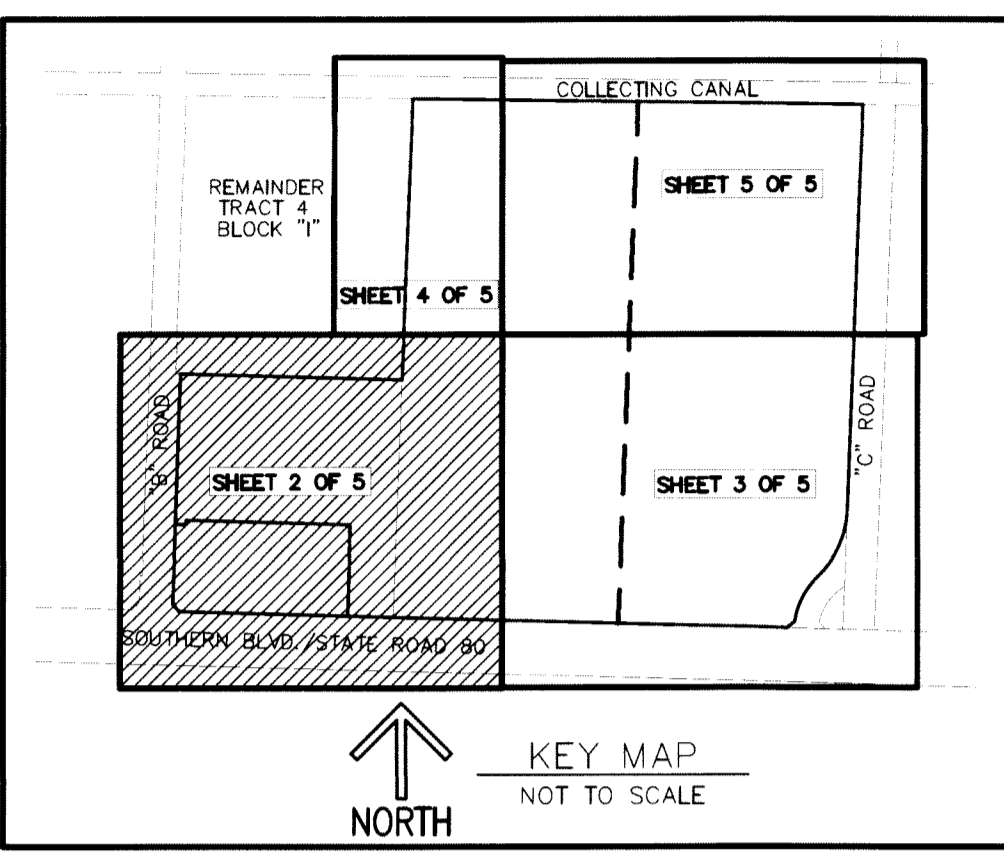 COLLECTING CANAL
REMAINDER
TRACT 4
BLOCK "I"
SHEET 5 OF 5
SHEET 4 OF 5
"B" ROAD
SHEET 2 OF 5
SHEET 3 OF 5
"C" ROAD
SOUTHERN BLVD./STATE ROAD 80
NORTH
KEY MAP
NOT TO SCALE